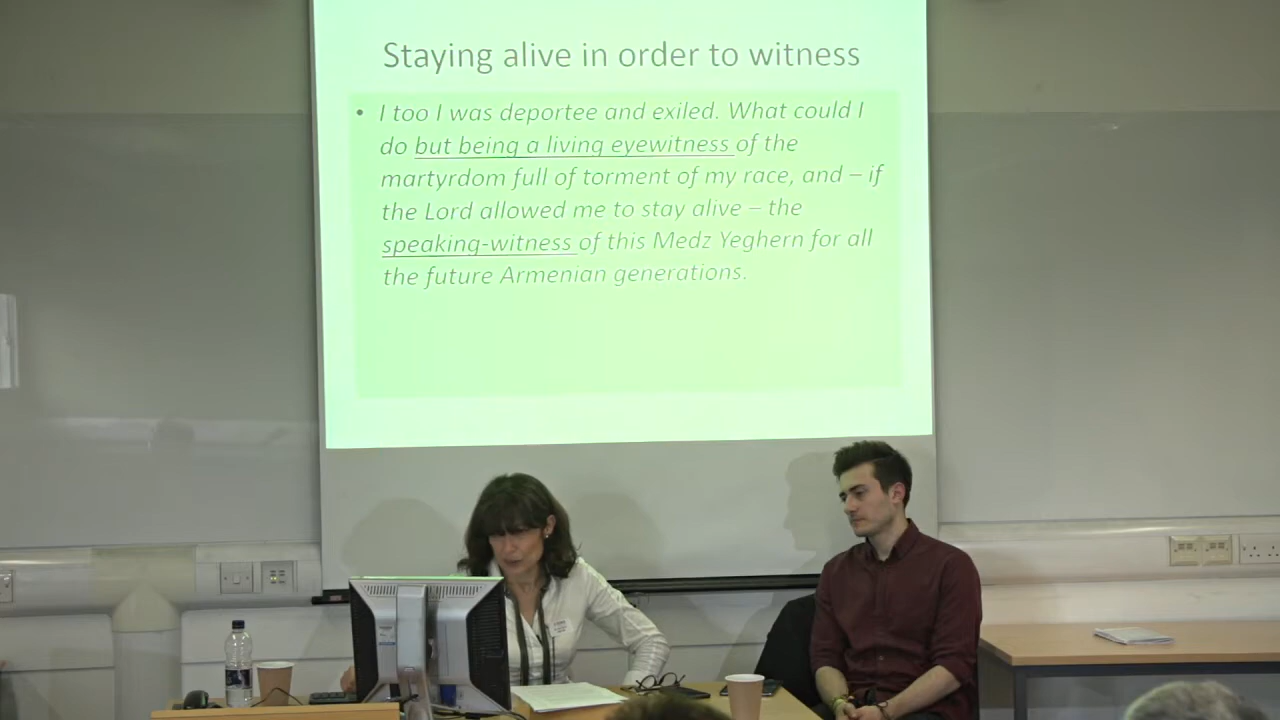 Staying alive in order to witness
• I too I was deportee and exiled. What could I
do but being a living eyewitness of the
martyrdom full of torment of my race, and – if
the Lord allowed me to stay alive – the
speaking-witness of this Medz Yeghern for all
the future Armenian generations.